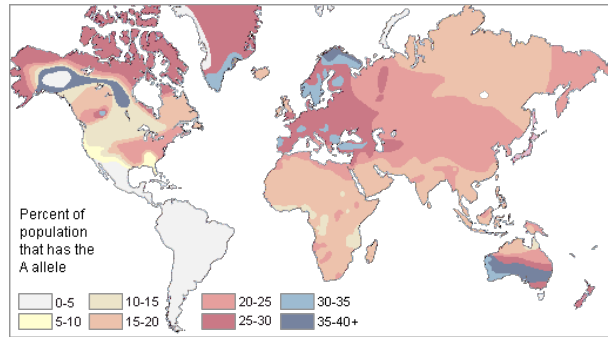 Percent of
population
that has the
A allele
0-5 10-15 20-25 30-35
5-10 15-20 25-30 35-40+